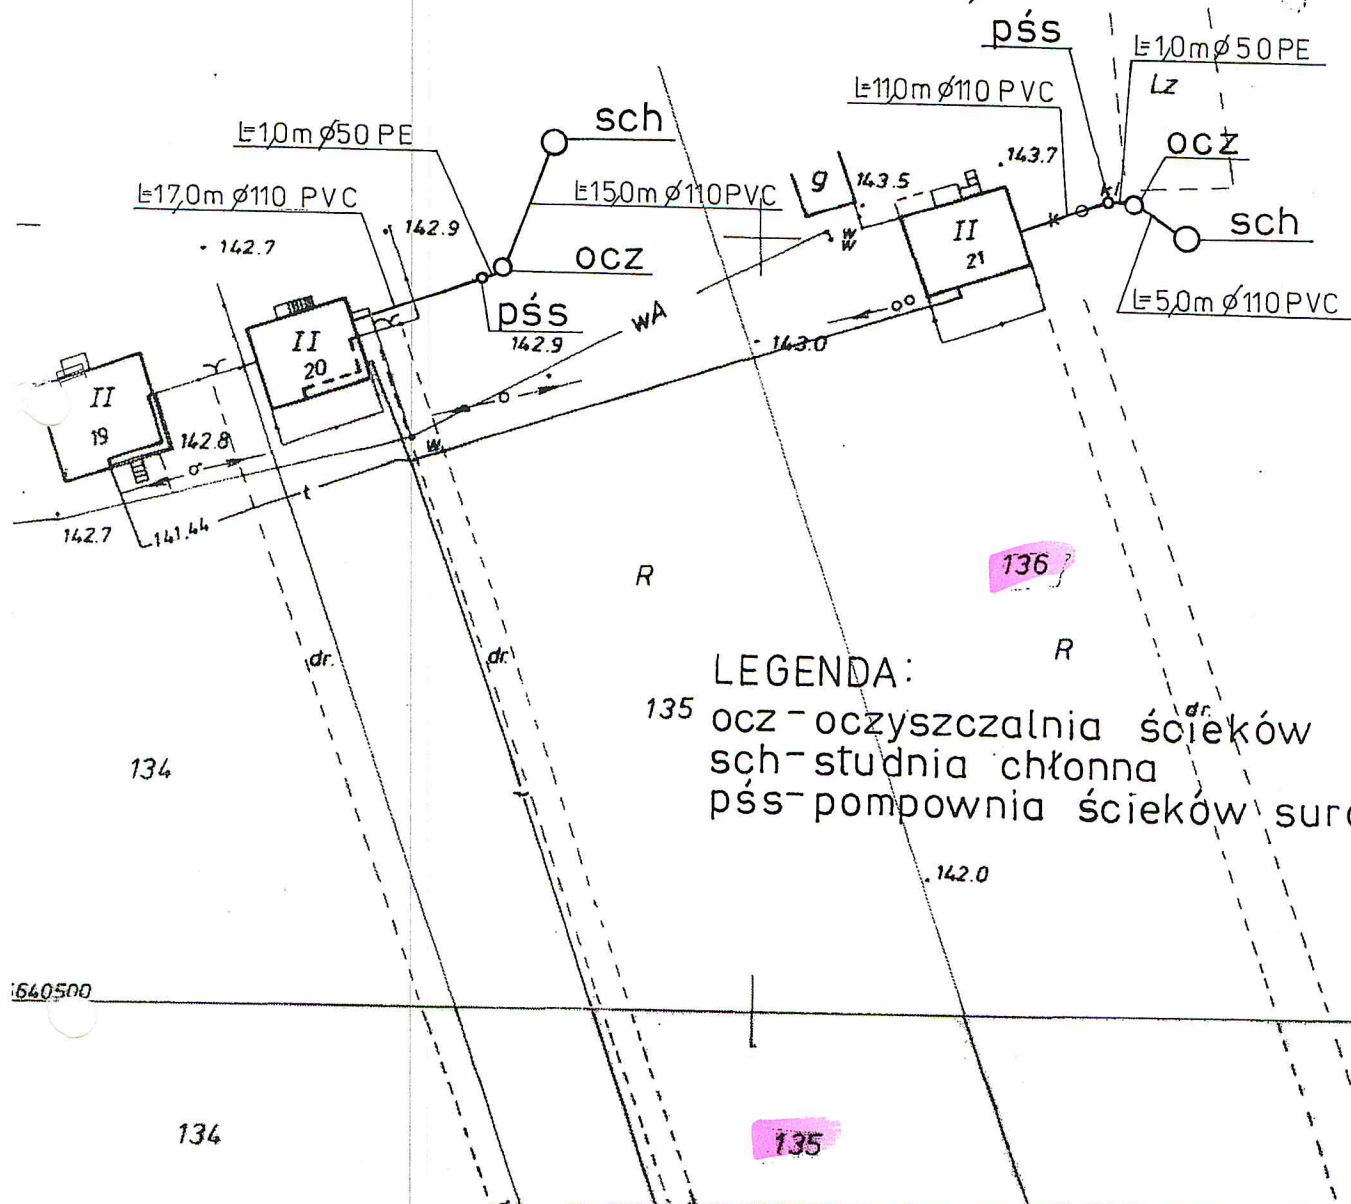 pśs
L=1,0m ø50 PE
Lz
L=11,0m ø110 PVC
ocz
sch
L=1,0m ø50 PE
143.7
g
143.5
L=17,0m ø110 PVC
L=15,0m ø110PVC
k
142.9
w
w
II
21
k
sch
142.7
ocz
L=5,0m ø110PVC
pśs
wA
142.9
143.0
II
20
II
19
142.8
w
t
142.7
141.44
R
136
R
dr.
dr.
LEGENDA:
135
dr.
ocz-oczyszczalnia ścieków
sch-studnia chłonna
pśs-pompownia ścieków
134
142.0
640500
134
135